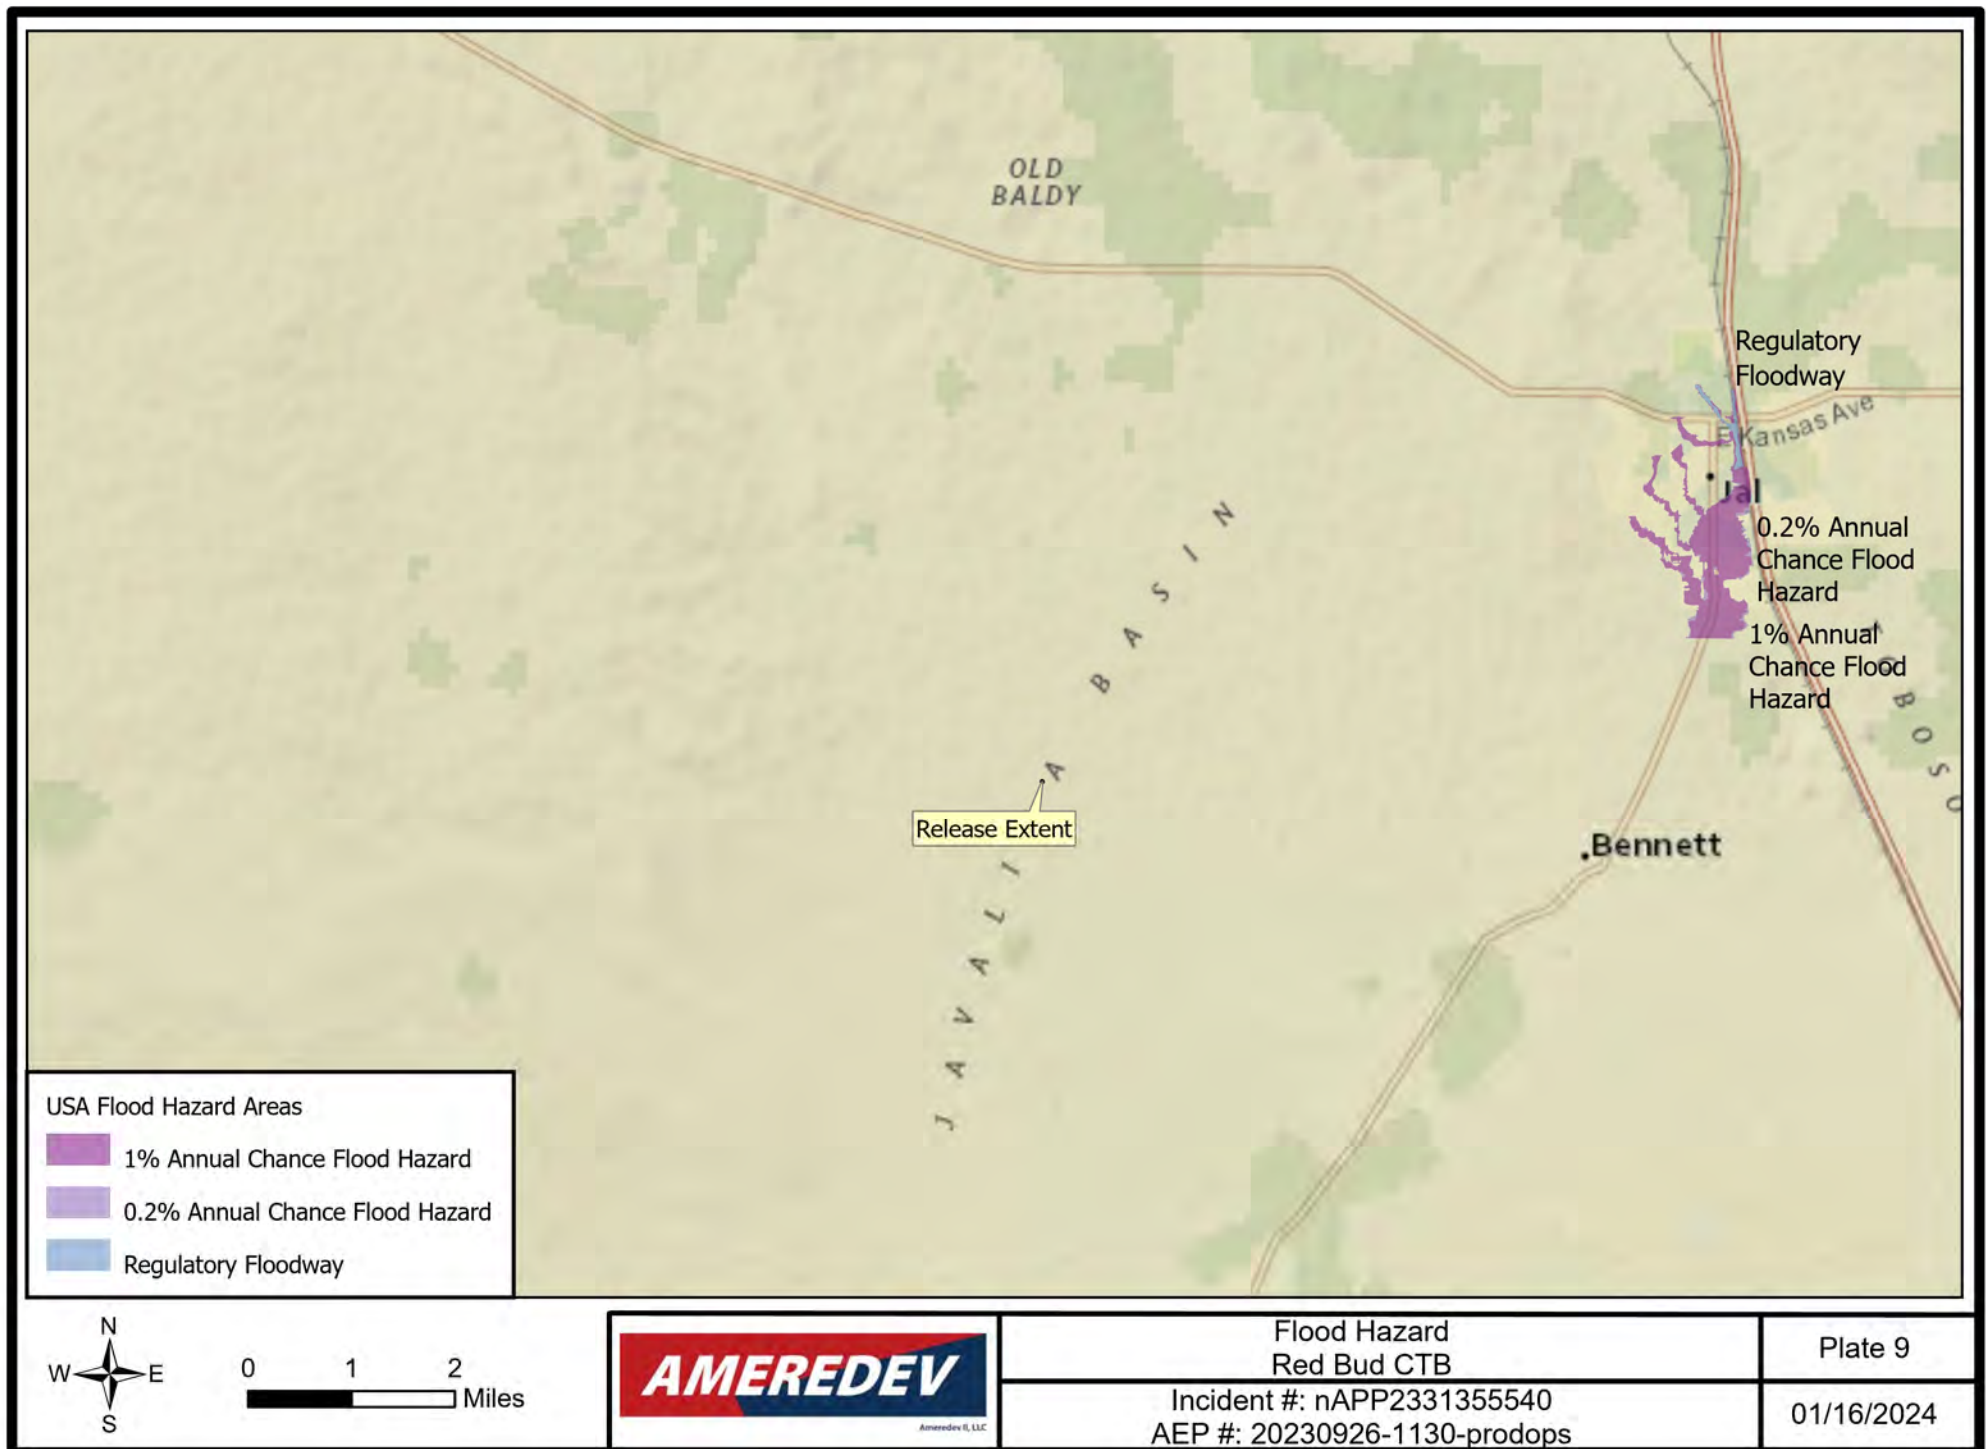 OLD
BALDY
Regulatory
Floodway
E Kansas Ave
Jal
0.2% Annual
Chance Flood
Hazard
1% Annual
Chance Flood
Hazard
JAVALINA BASIN
Release Extent
Bennett
USA Flood Hazard Areas
1% Annual Chance Flood Hazard
0.2% Annual Chance Flood Hazard
Regulatory Floodway
N
W E
S
0 1 2
Miles
AMEREDEV
Ameredev II, LLC
Flood Hazard
Red Bud CTB
Plate 9
Incident #: nAPP2331355540
AEP #: 20230926-1130-prodops
01/16/2024